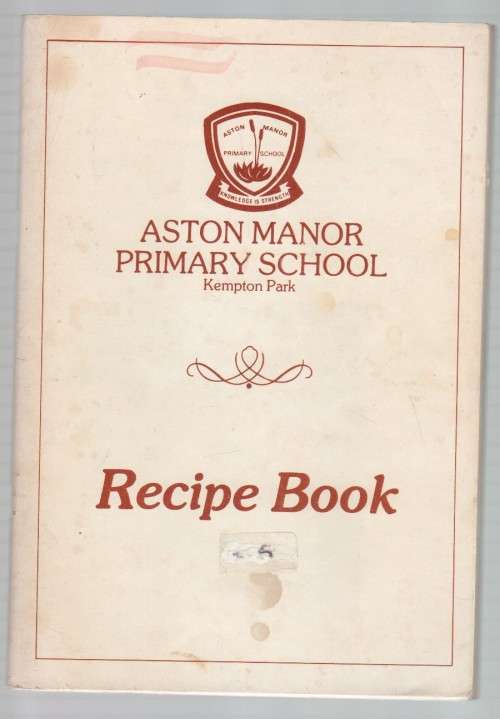 ASTON MANOR
PRIMARY SCHOOL
KNOWLEDGE IS STRENGTH
ASTON MANOR
PRIMARY SCHOOL
Kempton Park
Recipe Book